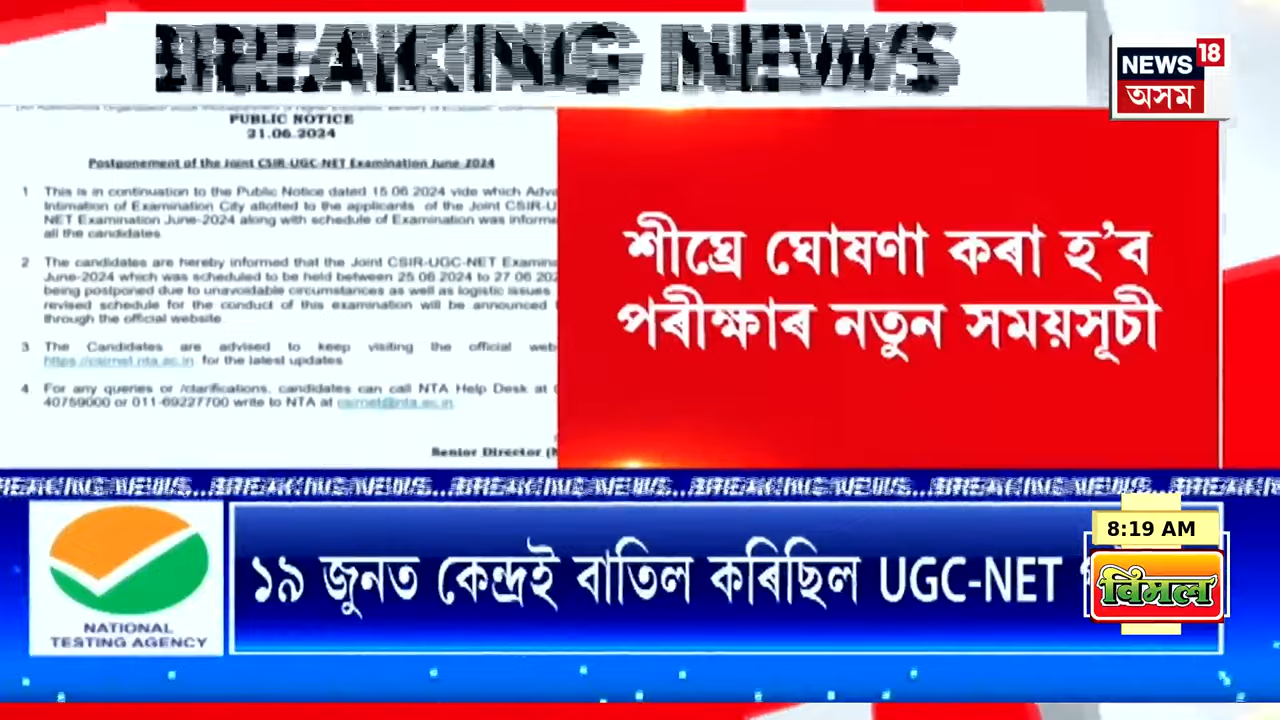 BREAKING NEWS
NEWS 18
অসম
PUBLIC NOTICE
21.06.2024
Postponement of the Joint CSIR-UGC-NET Examination June-2024
1 This is in continuation to the Public Notice dated 15.06.2024 vide which
Intimation of Examination City allotted to the applicants of the Joint
NET Examination June-2024 along with schedule of Examination was
all the candidates
2 The candidates are hereby informed that the Joint CSIR-UGC-NET
June-2024 which was scheduled to be held between 25.06.2024 to 27.06
being postponed due to unavoidable circumstances as well as logistic issues
revised schedule for the conduct of this examination will be announced
through the official website
3 The Candidates are advised to keep visiting the official
https://csirnet.nta.ac.in for the latest updates
4 For any queries or /clarifications, candidates can call NTA Help Desk at
40759000 or 011-69227700 write to NTA at csirnet@nta.ac.in
Senior Director
শীঘ্ৰে ঘোষণা কৰা হ'ব
পৰীক্ষাৰ নতুন সময়সূচী
BREAKING NEWS...BREAKING NEWS...BREAKING NEWS...BREAKING NEWS...BREAKING NEWS
NATIONAL
TESTING AGENCY
১৯ জুনত কেন্দ্ৰই বাতিল কৰিছিল UGC-NET
8:19 AM
বিমল